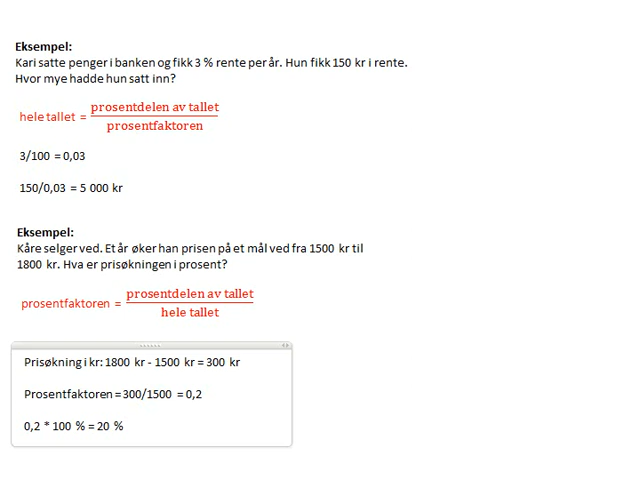 Eksempel:
Kari satte penger i banken og fikk 3 % rente per år. Hun fikk 150 kr i rente.
Hvor mye hadde hun satt inn?
hele tallet = prosentdelen av tallet
prosentfaktoren
3/100 = 0,03
150/0,03 = 5 000 kr
Eksempel:
Kåre selger ved. Et år øker han prisen på et mål ved fra 1500 kr til
1800 kr. Hva er prisøkningen i prosent?
prosentfaktoren = prosentdelen av tallet
hele tallet
Prisøkning i kr: 1800 kr - 1500 kr = 300 kr
Prosentfaktoren = 300/1500 = 0,2
0,2 * 100 % = 20 %